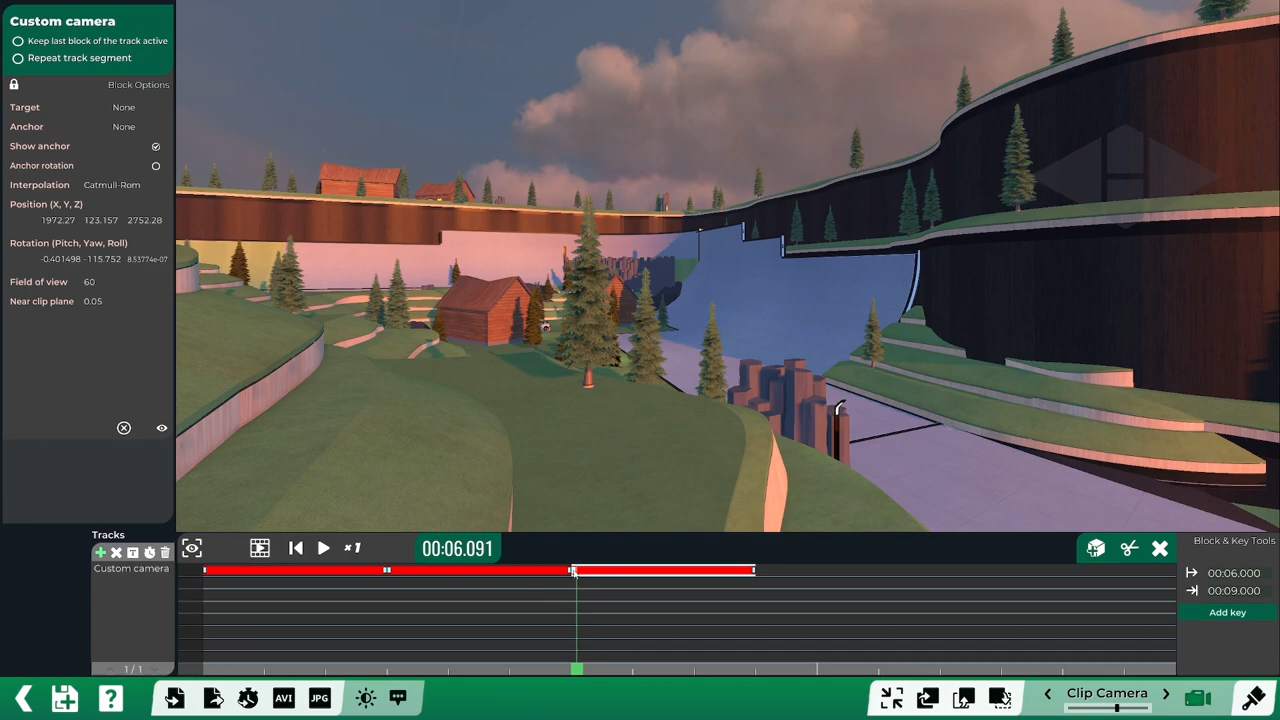 Custom camera
Keep last block of the track active
Repeat track segment
Block Options
Target None
Anchor None
Show anchor
Anchor rotation
Interpolation Catmull-Rom
Position (X, Y, Z)
1972.27 123.157 2752.28
Rotation (Pitch, Yaw, Roll)
-0.401498 -115.752 8.53774e-07
Field of view 60
Near clip plane 0.05
Tracks
Custom camera
1 / 1
×1
00:06.091
Block & Key Tools
00:06.000
00:09.000
Add key
AVI
JPG
Clip Camera